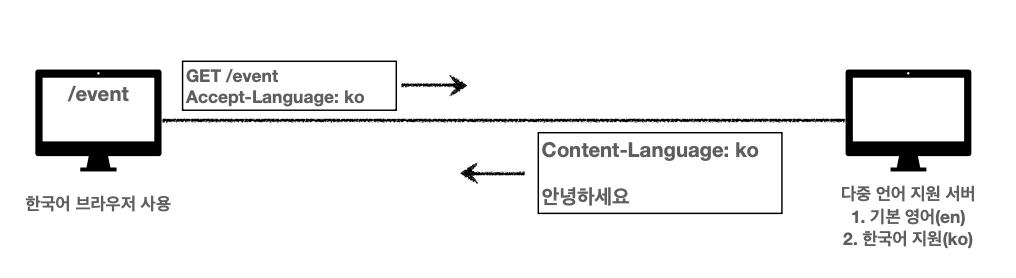 /event
GET /event
Accept-Language: ko
Content-Language: ko
안녕하세요
한국어 브라우저 사용
다중 언어 지원 서버
1. 기본 영어(en)
2. 한국어 지원(ko)